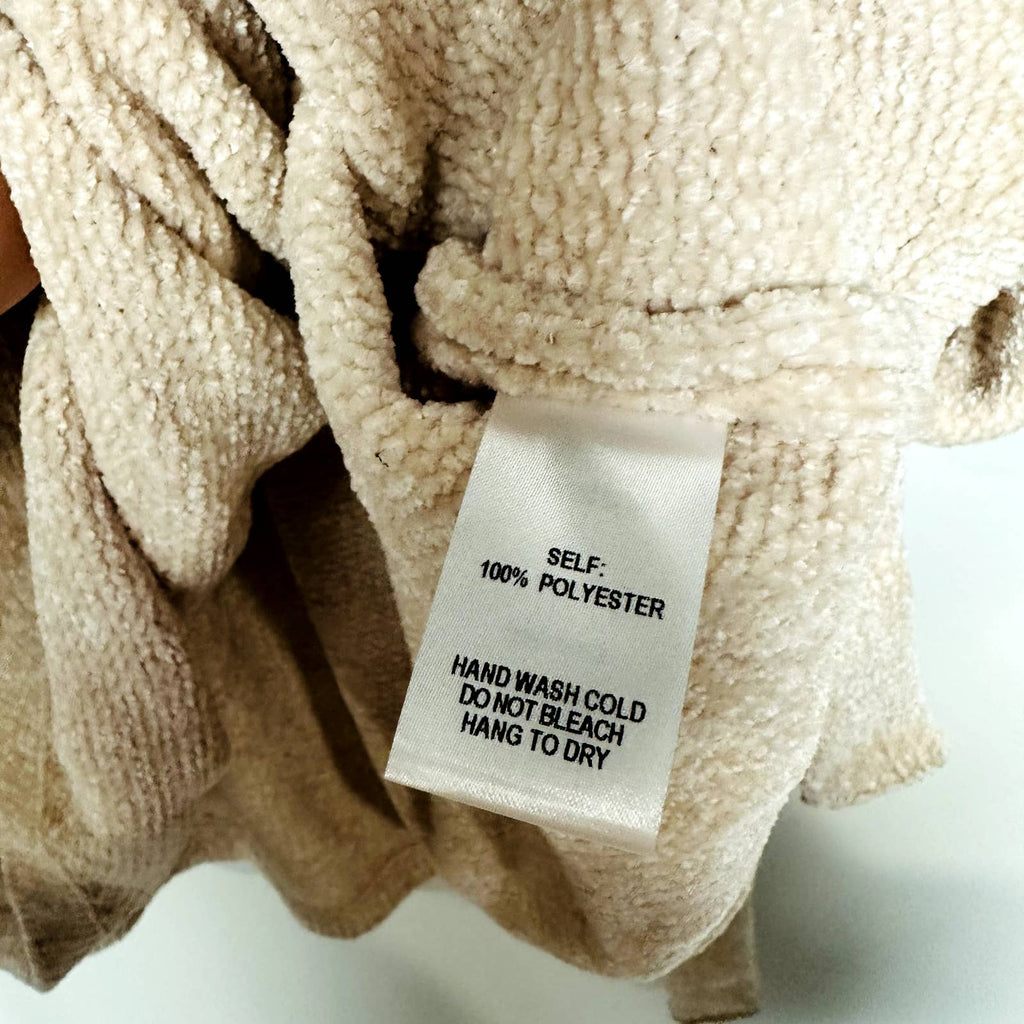 SELF:
100% POLYESTER
HAND WASH COLD
DO NOT BLEACH
HANG TO DRY